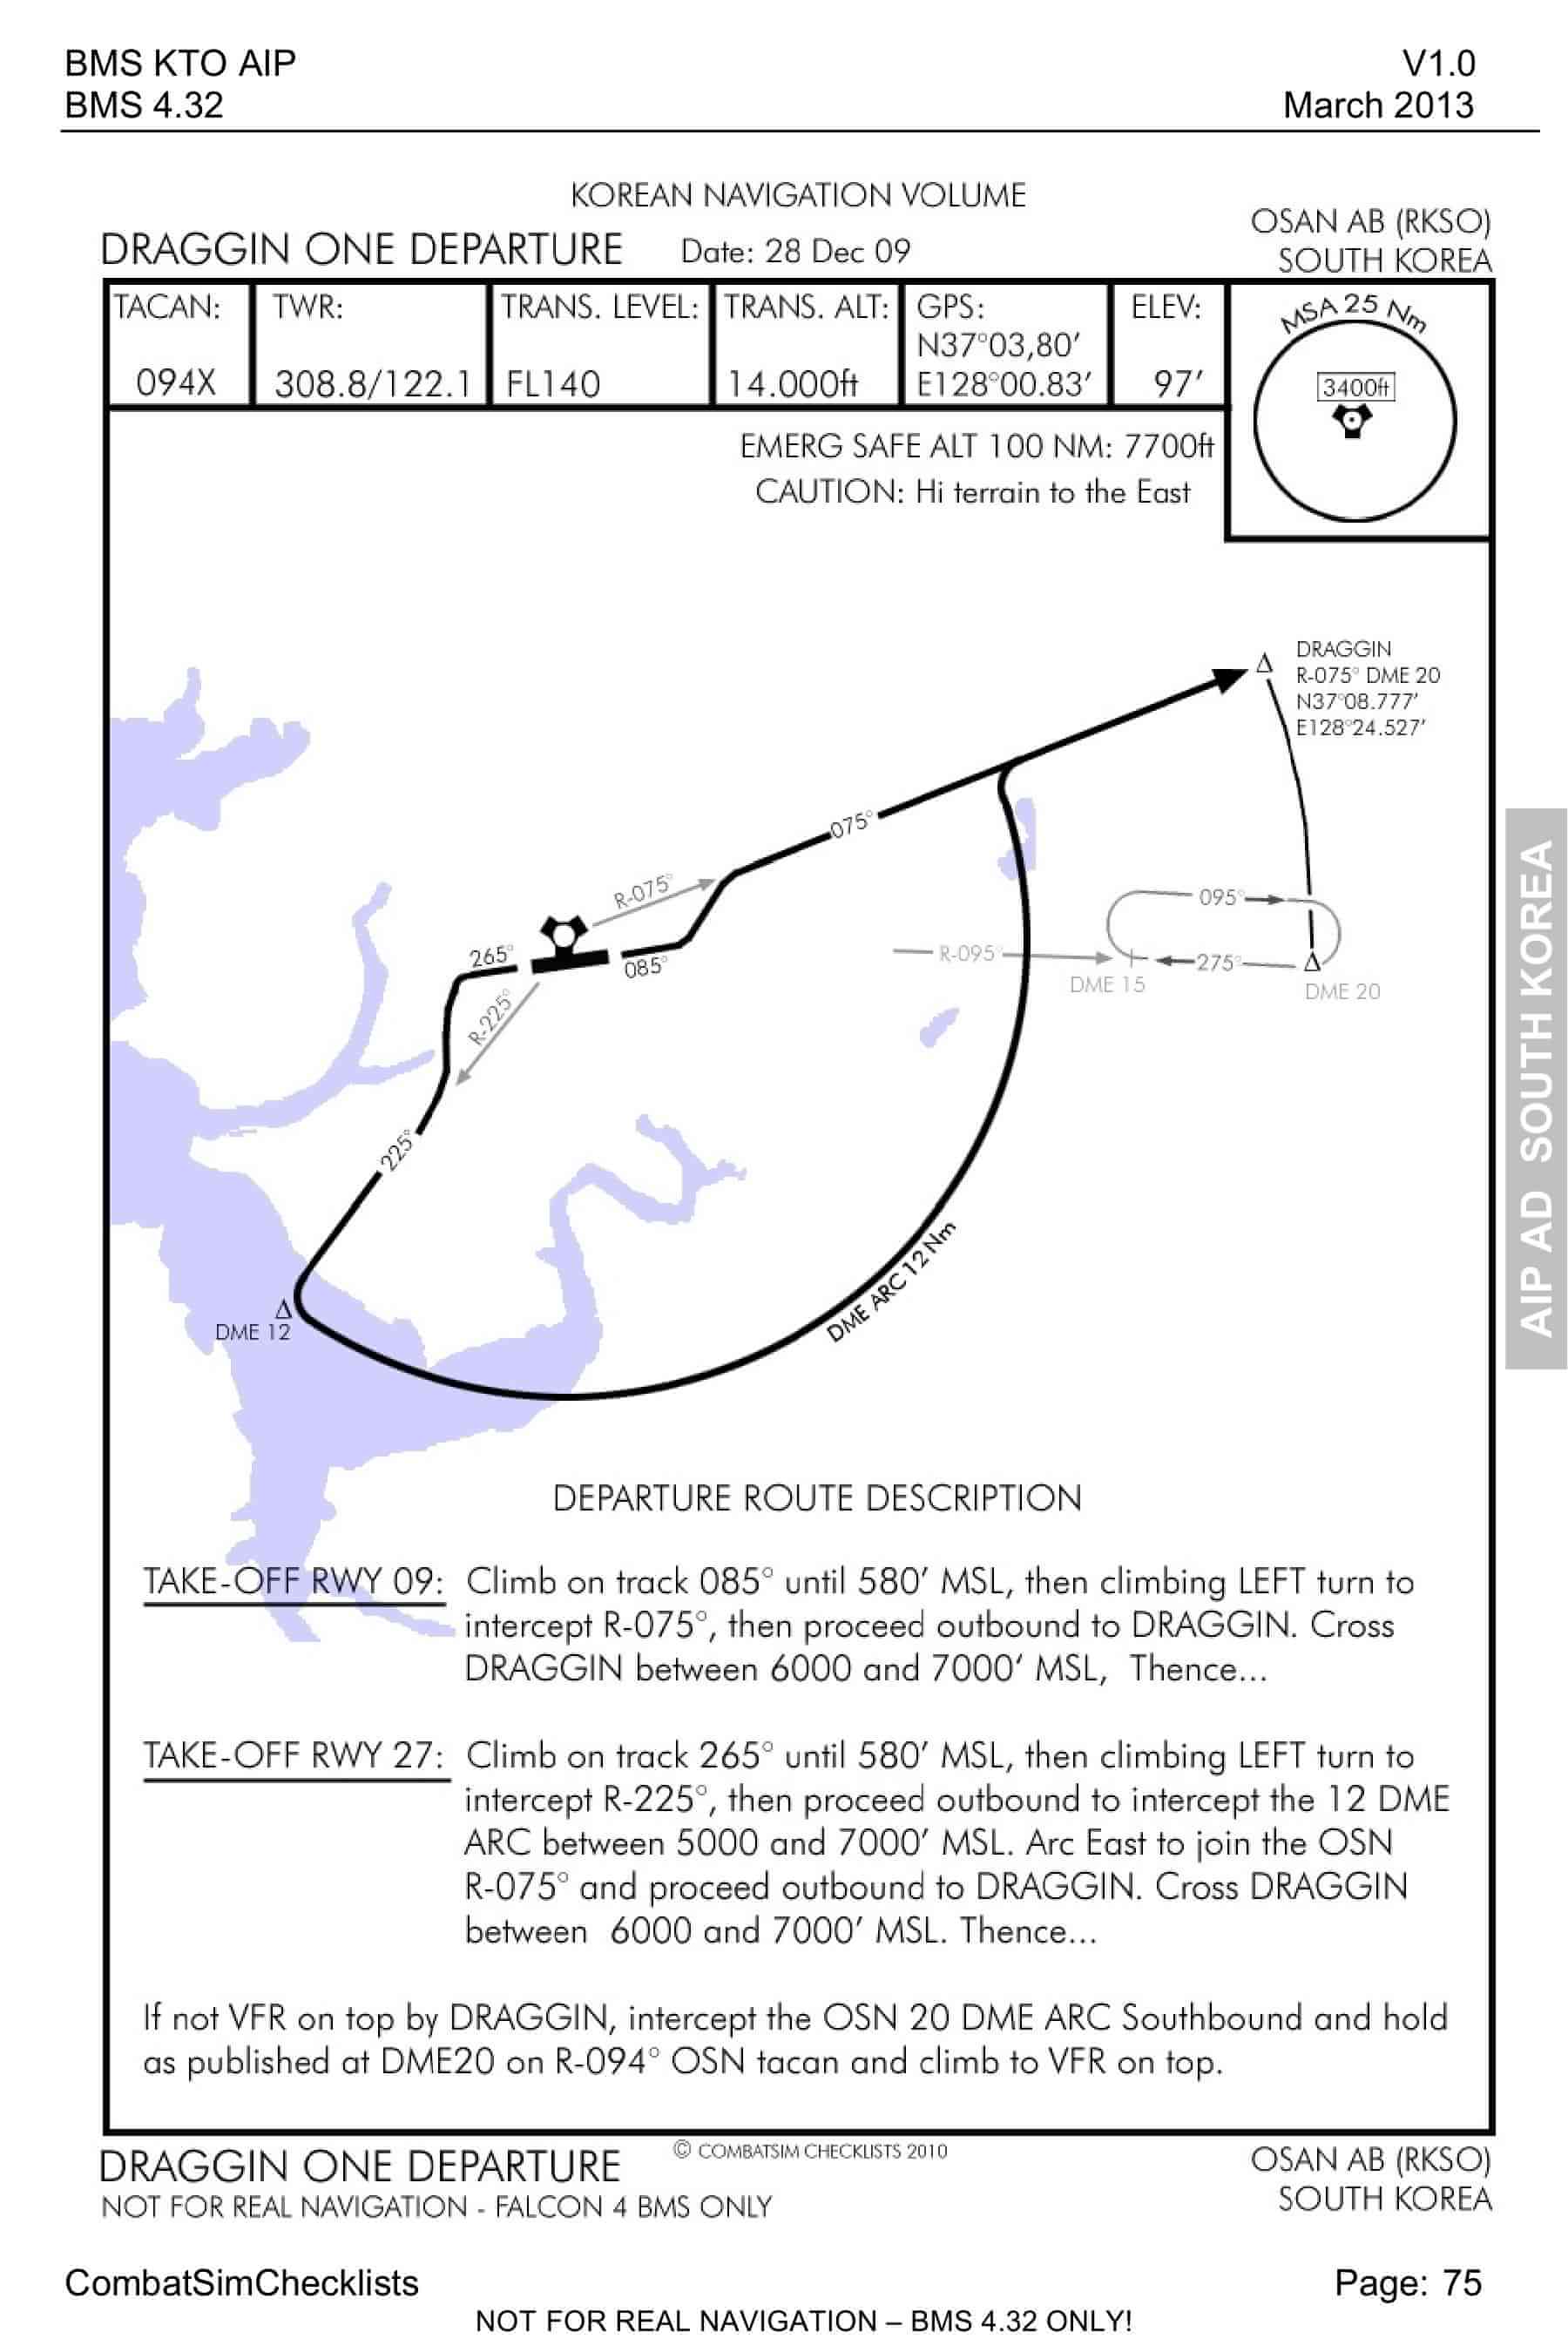 BMS KTO AIP
V1.0
BMS 4.32
March 2013
KOREAN NAVIGATION VOLUME
DRAGGIN ONE DEPARTURE
Date: 28 Dec 09
OSAN AB (RKSO)
SOUTH KOREA
TACAN:
094X
TWR:
308.8/122.1
TRANS. LEVEL:
FL140
TRANS. ALT:
14.000ft
GPS:
N37°03,80′
E128°00.83′
ELEV:
97′
MSA 25 Nm
3400ft
EMERG SAFE ALT 100 NM: 7700ft
CAUTION: Hi terrain to the East
DRAGGIN
R-075° DME 20
N37°08.777′
E128°24.527′
075°
R-075°
265°
085°
R-225°
095°
R-095°
275°
DME 15
DME 20
225°
DME ARC 12 Nm
DME 12
AIP AD SOUTH KOREA
DEPARTURE ROUTE DESCRIPTION
TAKE-OFF RWY 09: Climb on track 085° until 580′ MSL, then climbing LEFT turn to
intercept R-075°, then proceed outbound to DRAGGIN. Cross
DRAGGIN between 6000 and 7000′ MSL, Thence...
TAKE-OFF RWY 27: Climb on track 265° until 580′ MSL, then climbing LEFT turn to
intercept R-225°, then proceed outbound to intercept the 12 DME
ARC between 5000 and 7000′ MSL. Arc East to join the OSN
R-075° and proceed outbound to DRAGGIN. Cross DRAGGIN
between 6000 and 7000′ MSL. Thence...
If not VFR on top by DRAGGIN, intercept the OSN 20 DME ARC Southbound and hold
as published at DME20 on R-094° OSN tacan and climb to VFR on top.
DRAGGIN ONE DEPARTURE
© COMBATSIM CHECKLISTS 2010
OSAN AB (RKSO)
NOT FOR REAL NAVIGATION - FALCON 4 BMS ONLY
SOUTH KOREA
CombatSimChecklists
Page: 75
NOT FOR REAL NAVIGATION – BMS 4.32 ONLY!